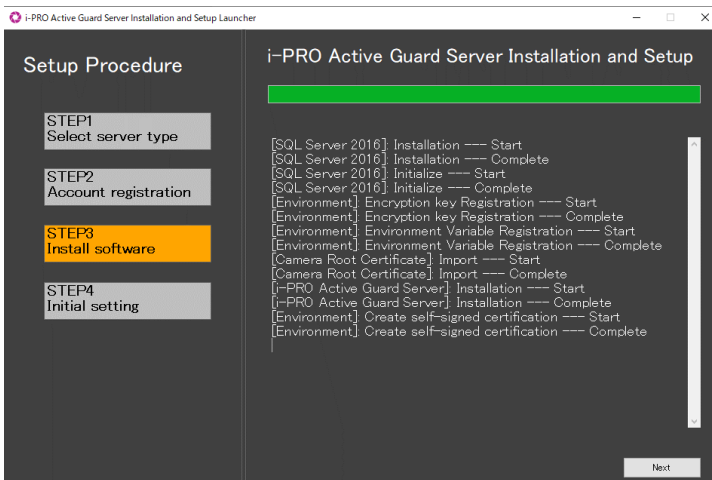 i-PRO Active Guard Server Installation and Setup Launcher
Setup Procedure
STEP1
Select server type
STEP2
Account registration
STEP3
Install software
STEP4
Initial setting
i-PRO Active Guard Server Installation and Setup
[SQL Server 2016]: Installation --- Start
[SQL Server 2016]: Installation --- Complete
[SQL Server 2016]: Initialize --- Start
[SQL Server 2016]: Initialize --- Complete
[Environment]: Encryption key Registration --- Start
[Environment]: Encryption key Registration --- Complete
[Environment]: Environment Variable Registration --- Start
[Environment]: Environment Variable Registration --- Complete
[Camera Root Certificate]: Import --- Start
[Camera Root Certificate]: Import --- Complete
[i-PRO Active Guard Server]: Installation --- Start
[i-PRO Active Guard Server]: Installation --- Complete
[Environment]: Create self-signed certification --- Start
[Environment]: Create self-signed certification --- Complete
Next